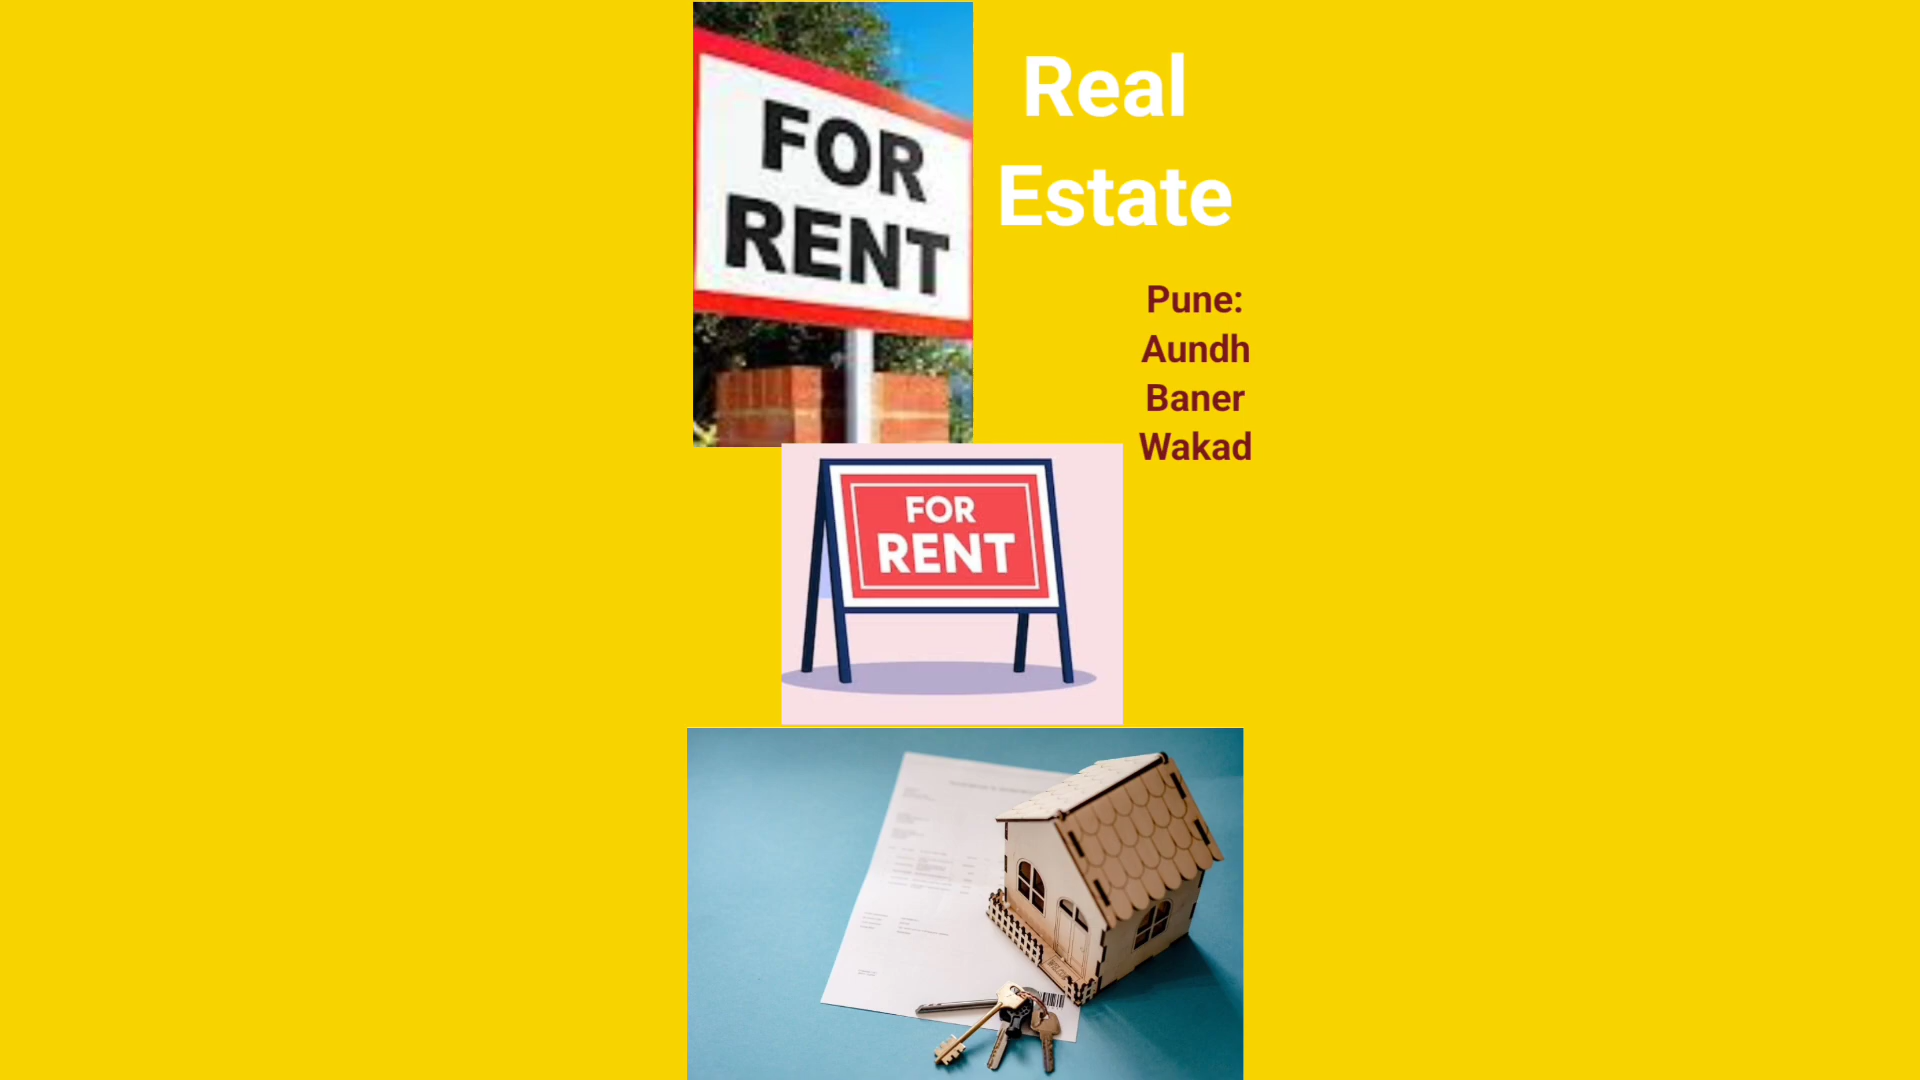 FOR
RENT
Real
Estate
Pune:
Aundh
Baner
Wakad
FOR
RENT